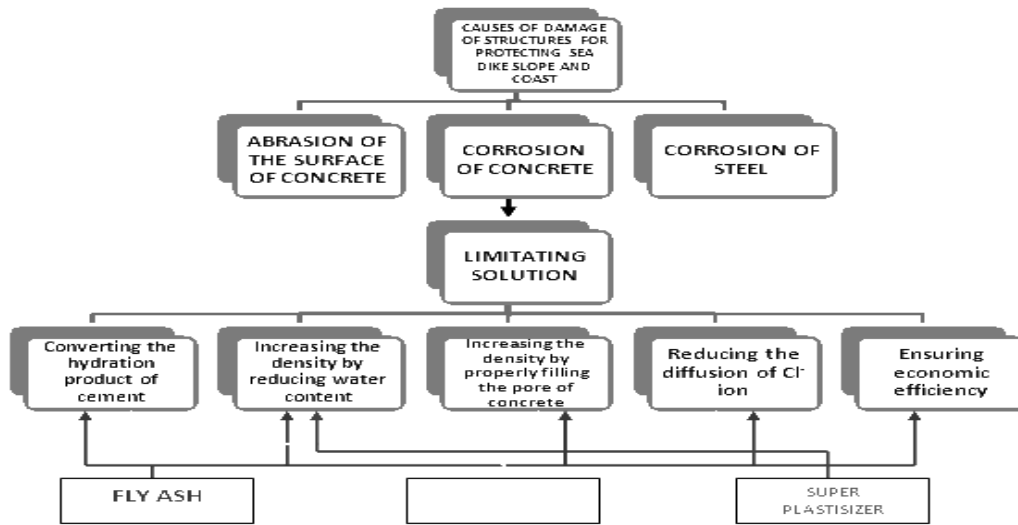 CAUSES OF DAMAGE
OF STRUCTURES FOR
PROTECTING SEA
DIKE SLOPE AND
COAST
ABRASION OF
THE SURFACE
OF CONCRETE
CORROSION
OF CONCRETE
CORROSION OF
STEEL
LIMITATING
SOLUTION
Converting the
hydration product of
cement
Increasing the
density by
reducing water
content
Increasing the
density by
properly filling
the pore of
concrete
Reducing the
diffusion of Cl⁻
ion
Ensuring
economic
efficiency
FLY ASH
SUPER
PLASTISIZER